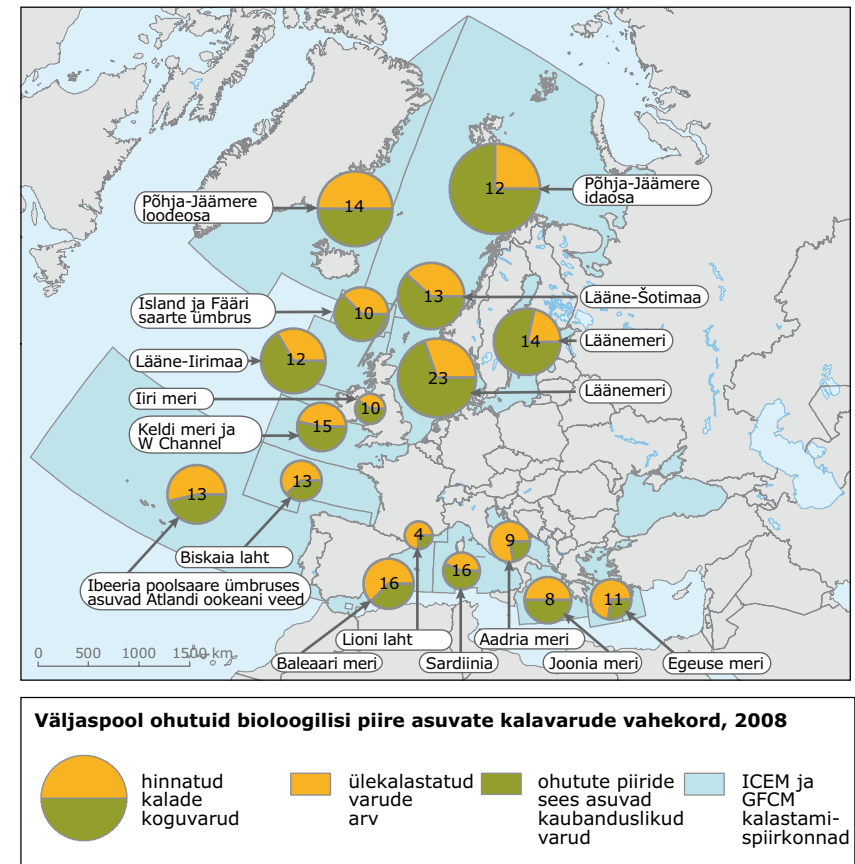 Põhja-Jäämere
loodeosa
14
12
Põhja-Jäämere
idaosa
Island ja Fääri
saarte ümbrus
10
13
Lääne-Šotimaa
Lääne-Iirimaa
12
14
Läänemeri
Iiri meri
10
23
Läänemeri
Keldi meri ja
W Channel
15
13
13
Biskaia laht
Ibeeria poolsaare ümbruses
asuvad Atlandi ookeani veed
4
9
16
16
8
11
Lioni laht
Aadria meri
Baleaari meri
Sardiinia
Joonia meri
Egeuse meri
0 500 1000 1500 km
Väljaspool ohutuid bioloogilisi piire asuvate kalavarude vahekord, 2008
hinnatud
kalade
koguvarud
ülekalastatud
varude
arv
ohutute piiride
sees asuvad
kaubanduslikud
varud
ICEM ja
GFCM
kalastami-
spiirkonnad